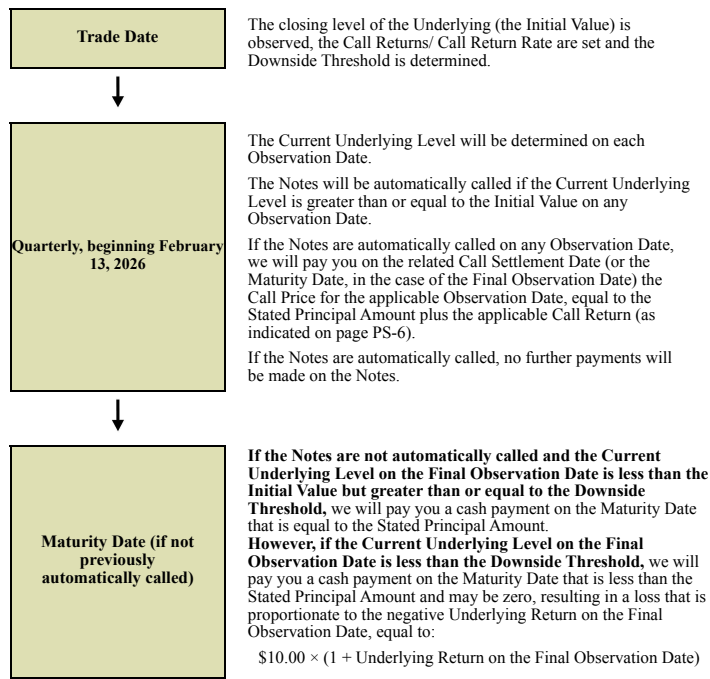 Trade Date
The closing level of the Underlying (the Initial Value) is
observed, the Call Returns/ Call Return Rate are set and the
Downside Threshold is determined.
Quarterly, beginning February
13, 2026
The Current Underlying Level will be determined on each
Observation Date.
The Notes will be automatically called if the Current Underlying
Level is greater than or equal to the Initial Value on any
Observation Date.
If the Notes are automatically called on any Observation Date,
we will pay you on the related Call Settlement Date (or the
Maturity Date, in the case of the Final Observation Date) the
Call Price for the applicable Observation Date, equal to the
Stated Principal Amount plus the applicable Call Return (as
indicated on page PS-6).
If the Notes are automatically called, no further payments will
be made on the Notes.
Maturity Date (if not
previously
automatically called)
If the Notes are not automatically called and the Current
Underlying Level on the Final Observation Date is less than the
Initial Value but greater than or equal to the Downside
Threshold, we will pay you a cash payment on the Maturity Date
that is equal to the Stated Principal Amount.
However, if the Current Underlying Level on the Final
Observation Date is less than the Downside Threshold, we will
pay you a cash payment on the Maturity Date that is less than the
Stated Principal Amount and may be zero, resulting in a loss that is
proportionate to the negative Underlying Return on the Final
Observation Date, equal to:
$10.00 × (1 + Underlying Return on the Final Observation Date)